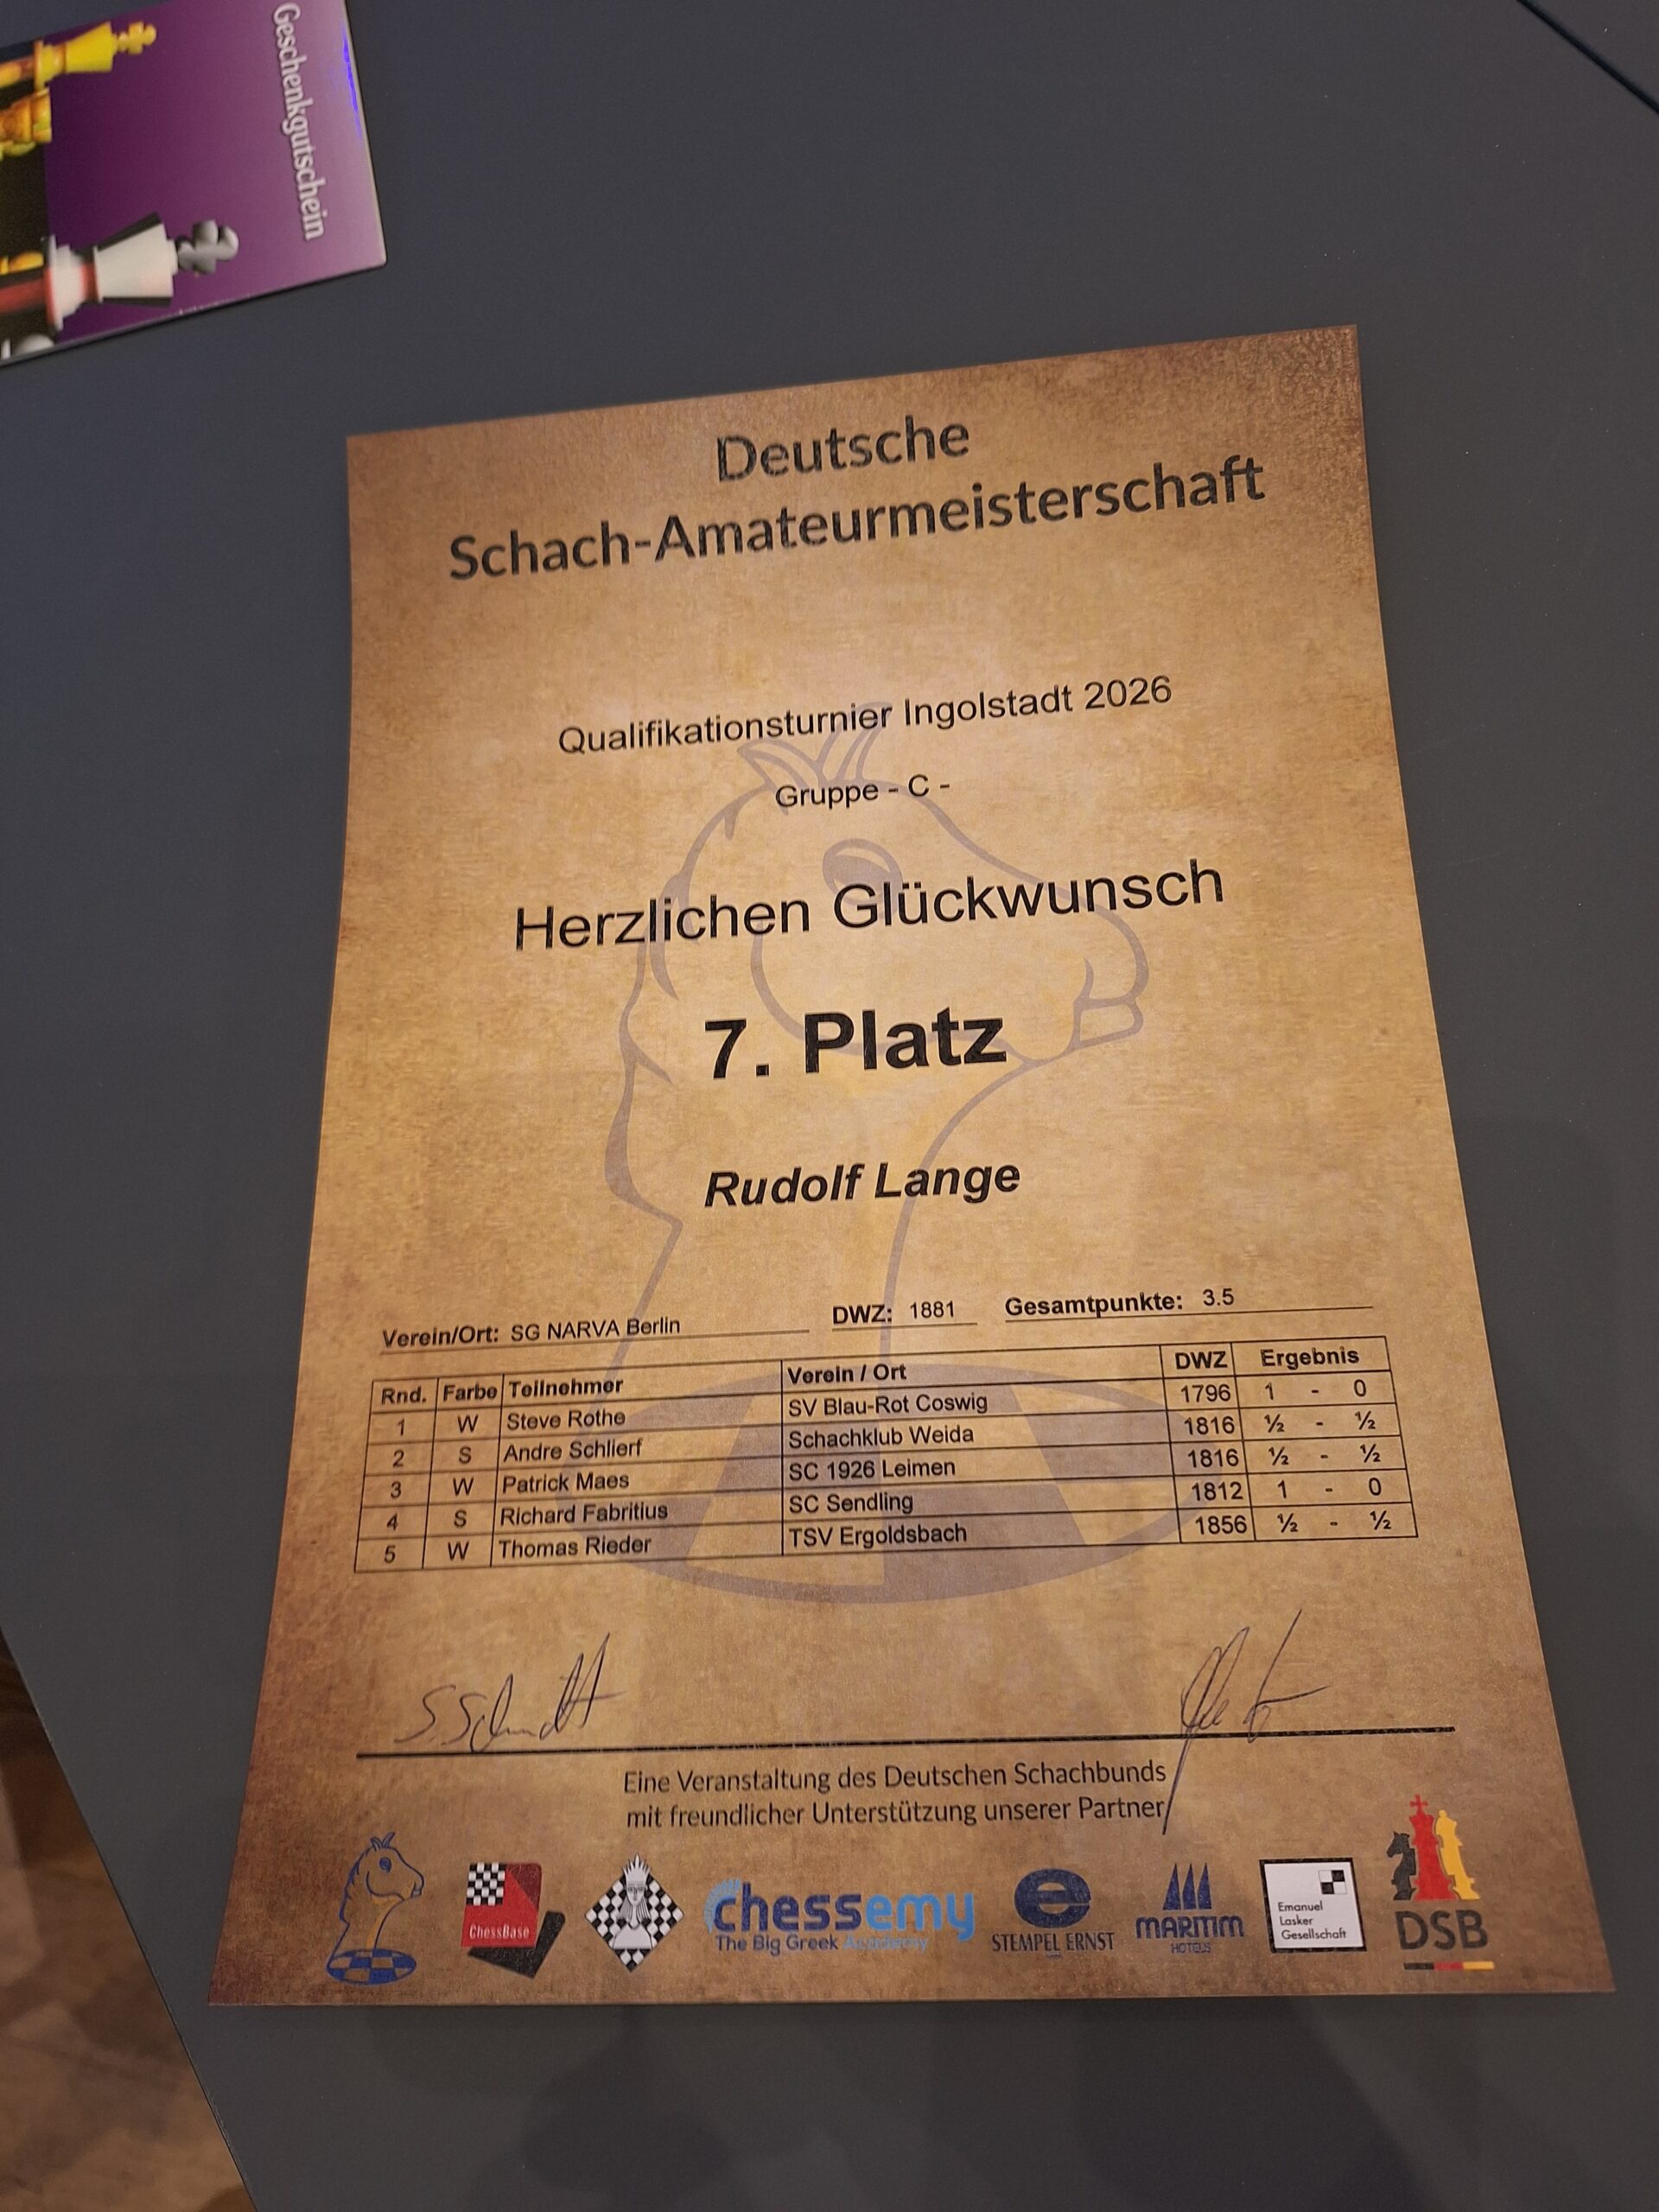 Geschenkgutschein
Deutsche
Schach-Amateurmeisterschaft
Qualifikationsturnier Ingolstadt 2026
Gruppe - C -
Herzlichen Glückwunsch
7. Platz
Rudolf Lange
Verein/Ort: SG NARVA Berlin DWZ: 1881 Gesamtpunkte: 3.5
Rnd. Farbe Teilnehmer Verein / Ort DWZ Ergebnis
1 W Steve Rothe SV Blau-Rot Coswig 1796 1 - 0
2 S Andre Schlierf Schachklub Weida 1816 ½ - ½
3 W Patrick Maes SC 1926 Leimen 1816 ½ - ½
4 S Richard Fabritius SC Sendling 1812 1 - 0
5 W Thomas Rieder TSV Ergoldsbach 1856 ½ - ½
S. Schmidt
Eine Veranstaltung des Deutschen Schachbunds
mit freundlicher Unterstützung unserer Partner
ChessBase
chessemy
The Big Greek Academy
STEMPEL ERNST
MARITIM
HOTELS
Emanuel
Lasker
Gesellschaft
DSB